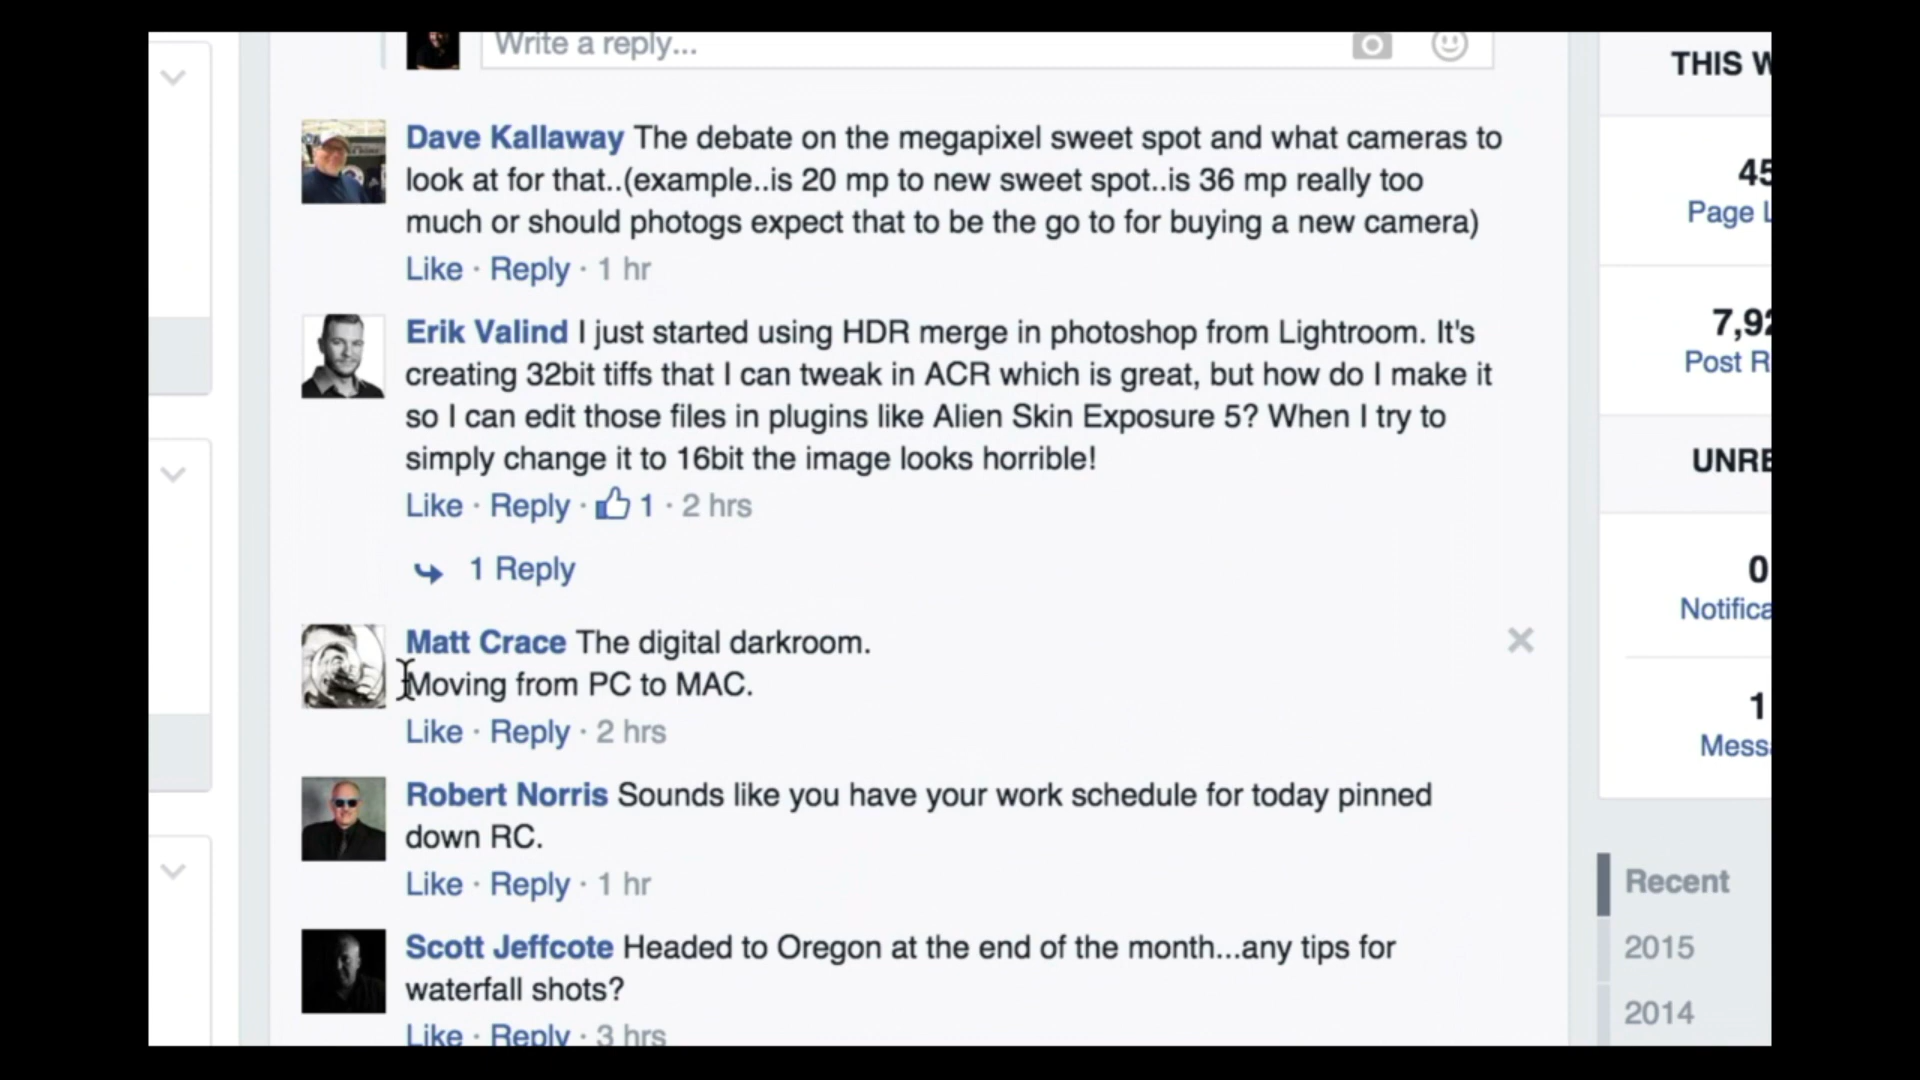 Write a reply...
Dave Kallaway The debate on the megapixel sweet spot and what cameras to
look at for that..(example..is 20 mp to new sweet spot..is 36 mp really too
much or should photogs expect that to be the go to for buying a new camera)
Like · Reply · 1 hr
Erik Valind I just started using HDR merge in photoshop from Lightroom. It's
creating 32bit tiffs that I can tweak in ACR which is great, but how do I make it
so I can edit those files in plugins like Alien Skin Exposure 5? When I try to
simply change it to 16bit the image looks horrible!
Like · Reply · 1 · 2 hrs
1 Reply
Matt Crace The digital darkroom.
Moving from PC to MAC.
Like · Reply · 2 hrs
Robert Norris Sounds like you have your work schedule for today pinned
down RC.
Like · Reply · 1 hr
Scott Jeffcote Headed to Oregon at the end of the month...any tips for
waterfall shots?
Like · Reply · 3 hrs
THIS W
45
Page L
7,92
Post R
UNRE
0
Notifica
1
Mess
Recent
2015
2014